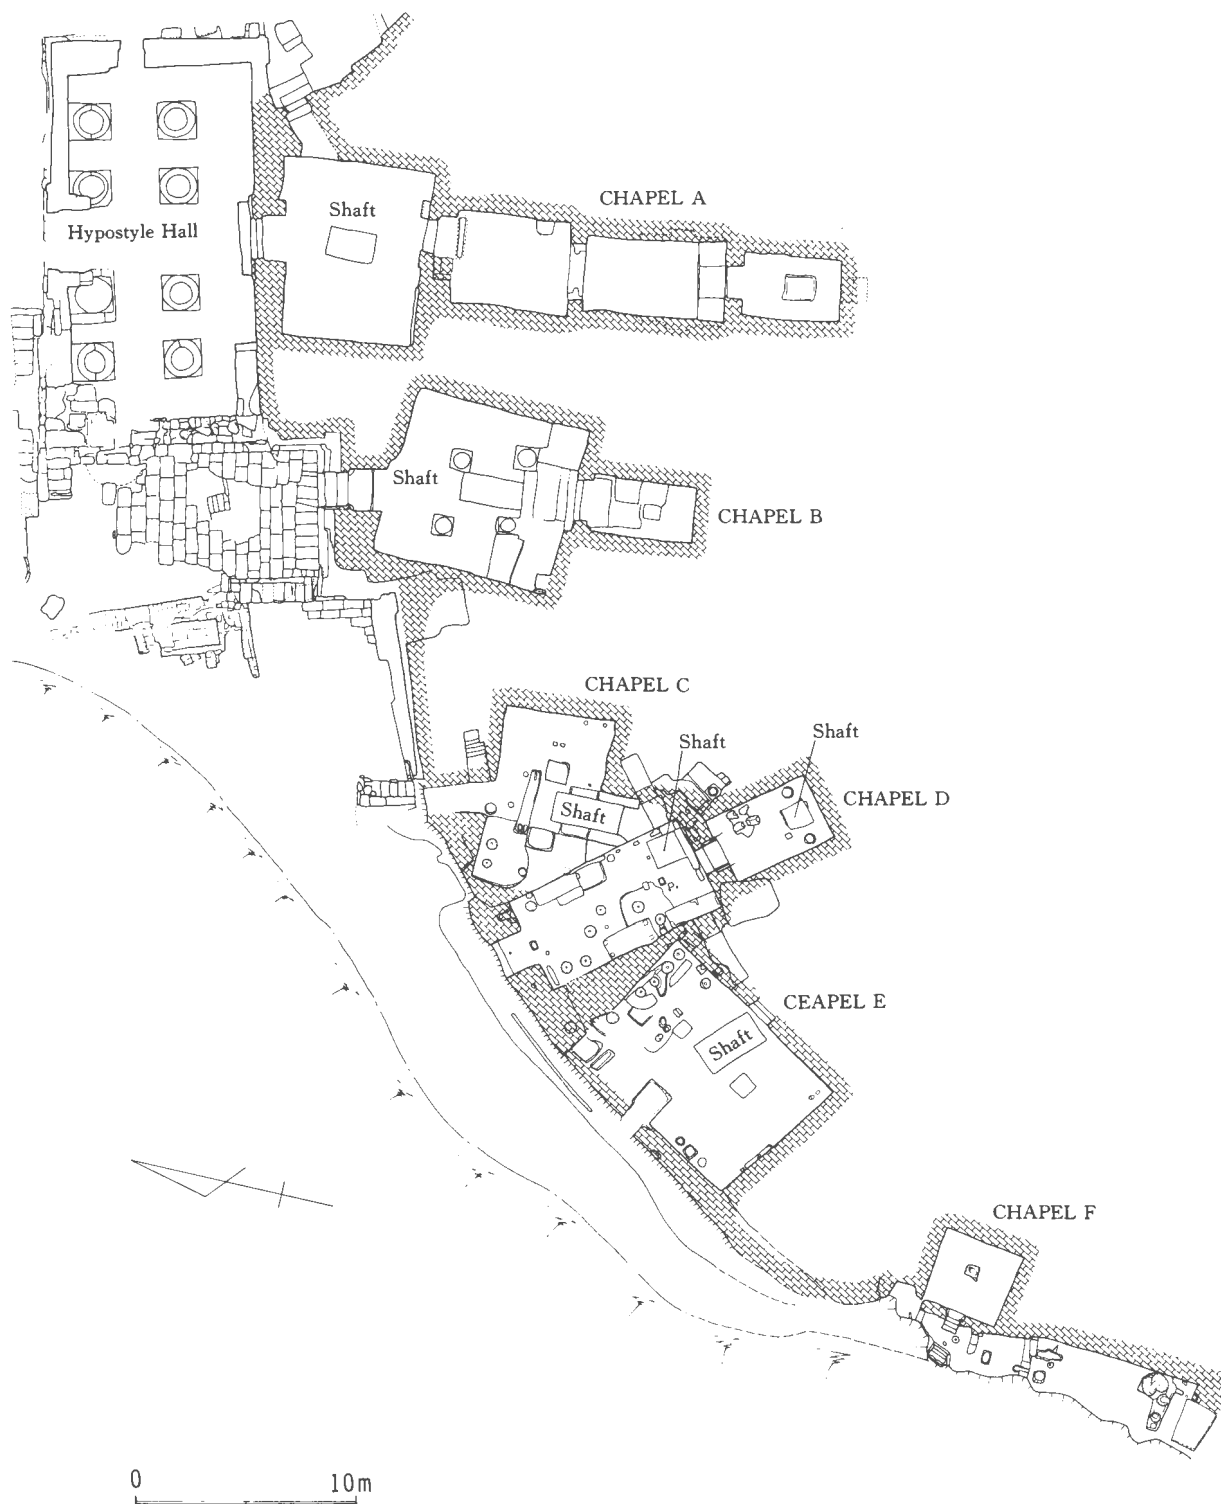 CHAPEL A
Shaft
Hypostyle Hall
Shaft
CHAPEL B
CHAPEL C
Shaft
Shaft
CHAPEL D
Shaft
P.
CEAPEL E
Shaft
CHAPEL F
0 10m